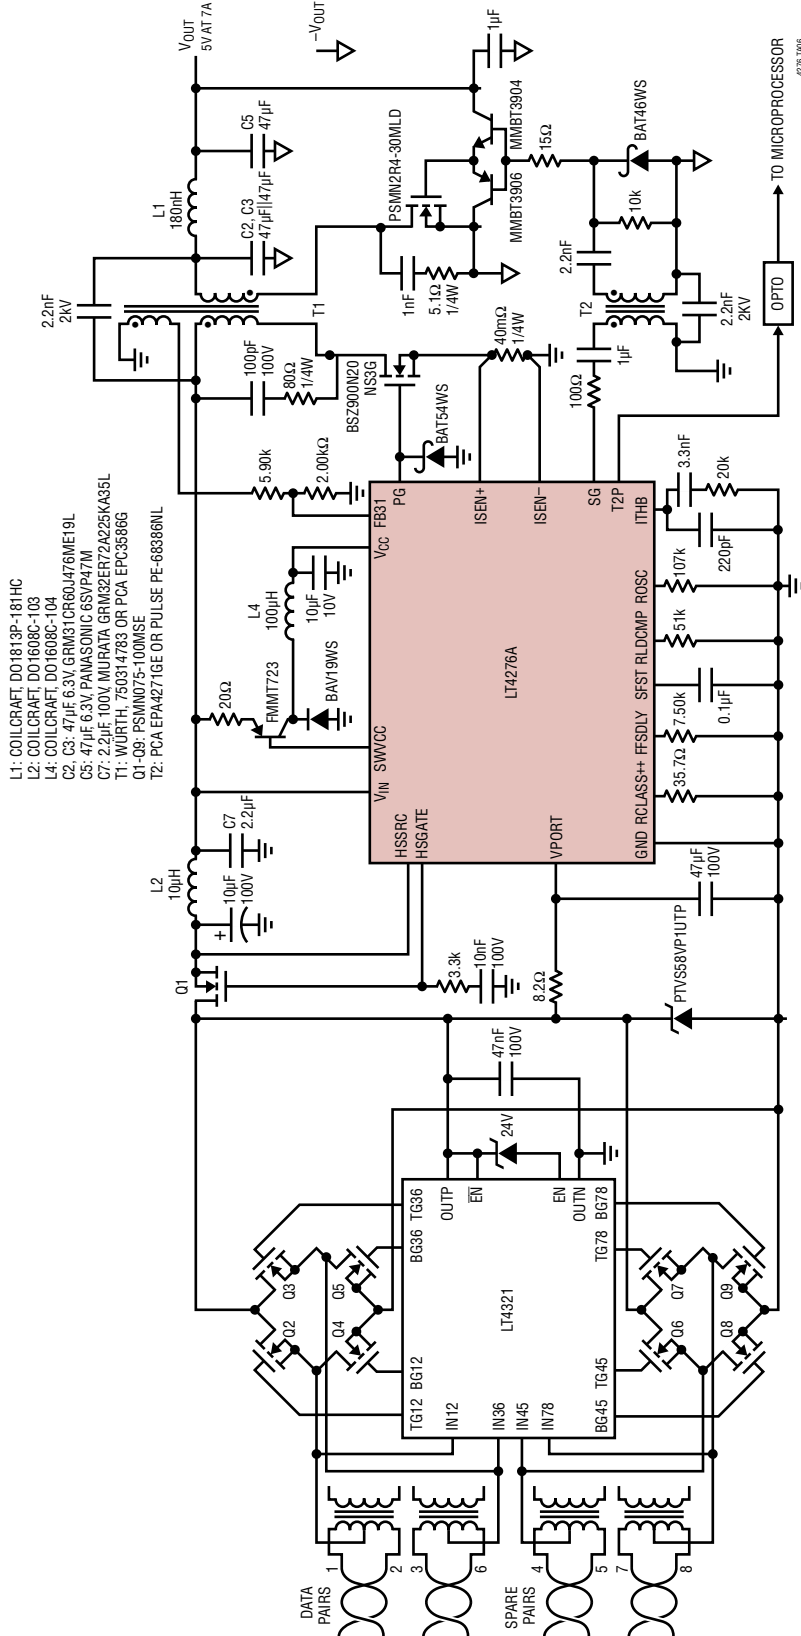 L1: COILCRAFT, DO1813P-181HC
L2: COILCRAFT, DO1608C-103
L4: COILCRAFT, DO1608C-104
C2, C3: 47µF, 6.3V, GRM31CR60J476ME19L
C5: 47µF, 6.3V, PANASONIC 6SVP47M
C7: 2.2µF, 100V, MURATA GRM32ER72A225KA35L
T1: WÜRTH, 750314783 OR PCA EPC3586G
Q1-Q9: PSMN075-100MSE
T2: PCA EPA4271GE OR PULSE PE-68386NL
DATA
PAIRS
1
2
3
6
SPARE
PAIRS
4
5
7
8
Q2
Q3
Q4
Q5
Q6
Q7
Q8
Q9
TG12
BG12
BG36
TG36
IN12
IN36
IN45
IN78
LT4321
OUTP
EN
EN
OUTN
BG45
TG45
TG78
BG78
24V
47nF
100V
Q1
3.3k
10nF
100V
8.2Ω
PTVS58VP1UTP
L2
10µH
+
10µF
100V
C7
2.2µF
47µF
100V
HSSRC
HSGATE
VPORT
VIN
SWVCC
VCC
FB31
LT4276A
PG
ISEN+
ISEN–
SG
T2P
GND
RCLASS++
FFSDLY
SFST
RLDCMP
ROSC
ITHB
35.7Ω
7.50k
0.1µF
51k
107k
220pF
3.3nF
20k
20Ω
FMMT723
BAV19WS
L4
100µH
10µF
10V
5.90k
2.00kΩ
100pF
100V
80Ω
1/4W
BSZ900N20
NS3G
BAT54WS
40mΩ
1/4W
2.2nF
2kV
T1
L1
180nH
C2, C3
47µF||47µF
C5
47µF
VOUT
5V AT 7A
–VOUT
1nF
5.1Ω
1/4W
PSMN2R4-30MLD
MMBT3906
MMBT3904
1µF
15Ω
100Ω
1µF
T2
2.2nF
10k
BAT46WS
2.2nF
2KV
OPTO
TO MICROPROCESSOR
4276 TA06